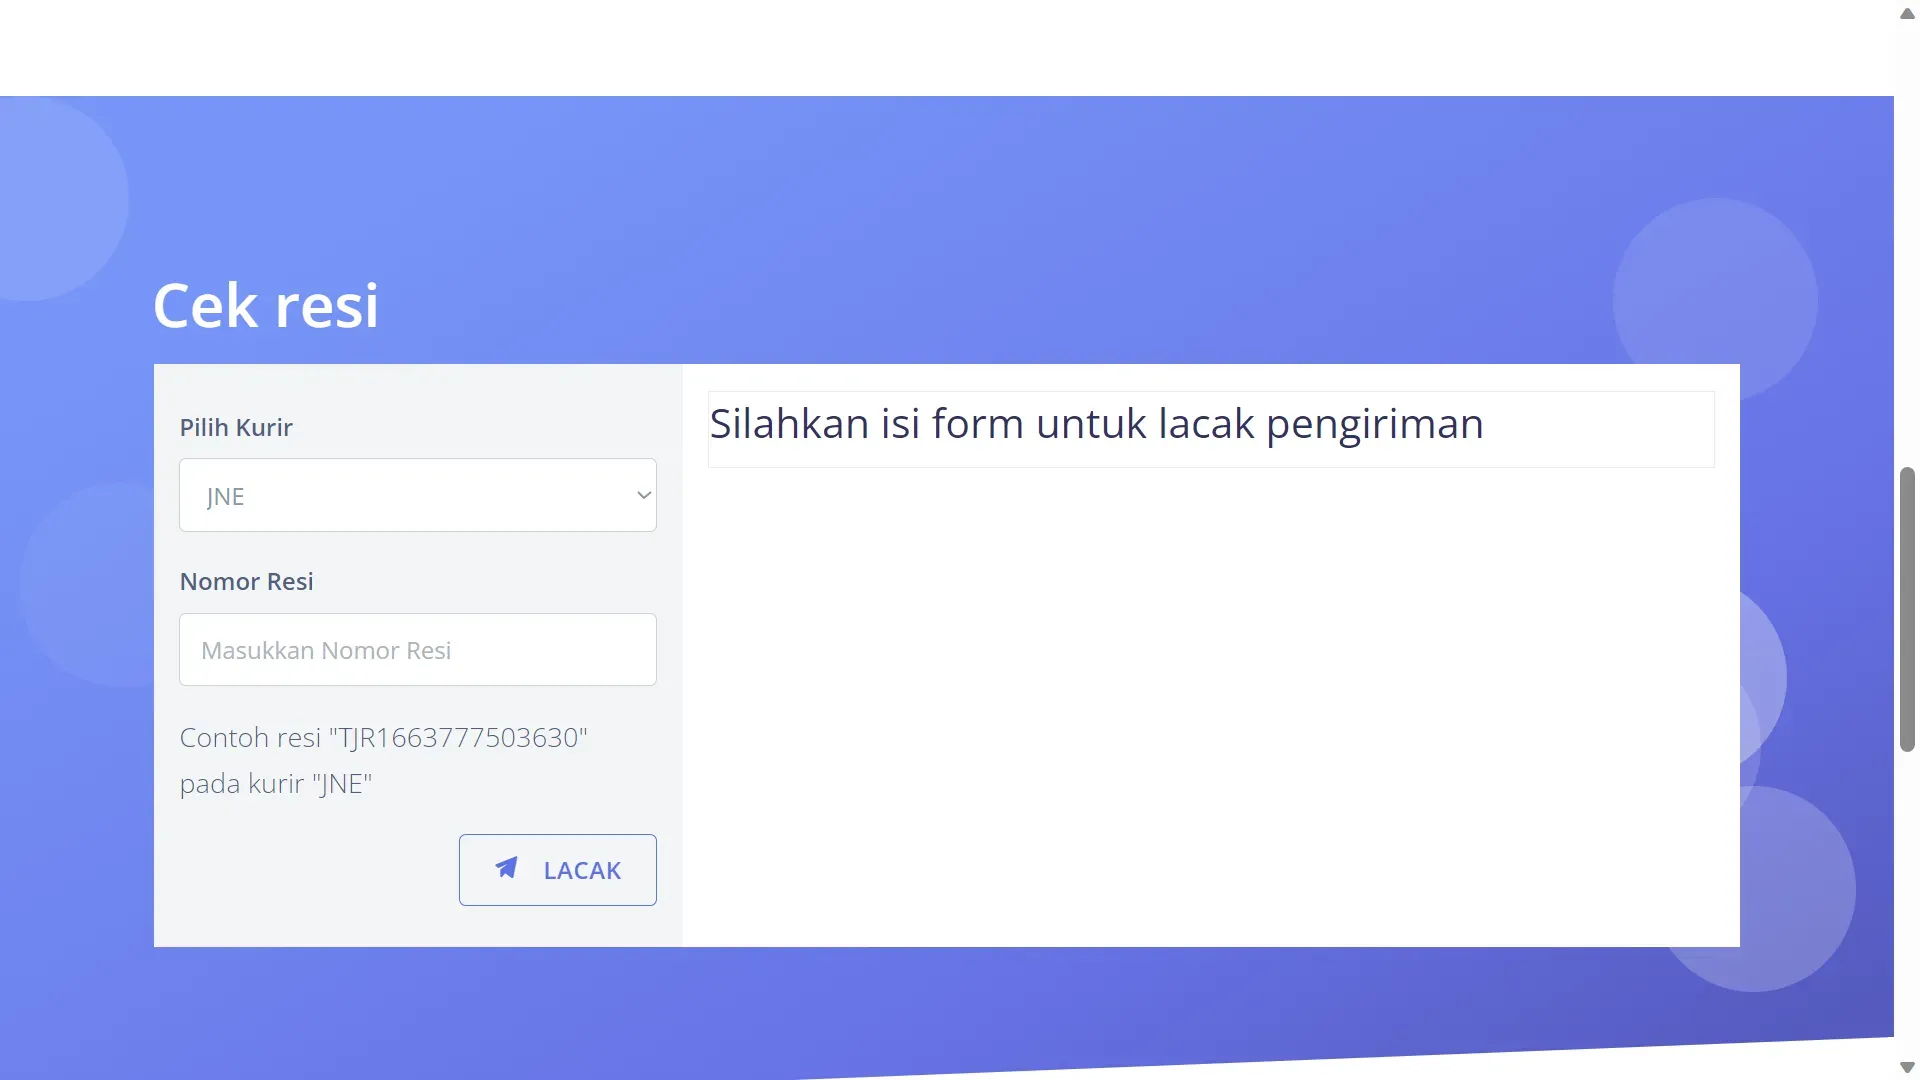 Cek resi
Pilih Kurir
JNE
Nomor Resi
Masukkan Nomor Resi
Contoh resi "TJR1663777503630"
pada kurir "JNE"
LACAK
Silahkan isi form untuk lacak pengiriman